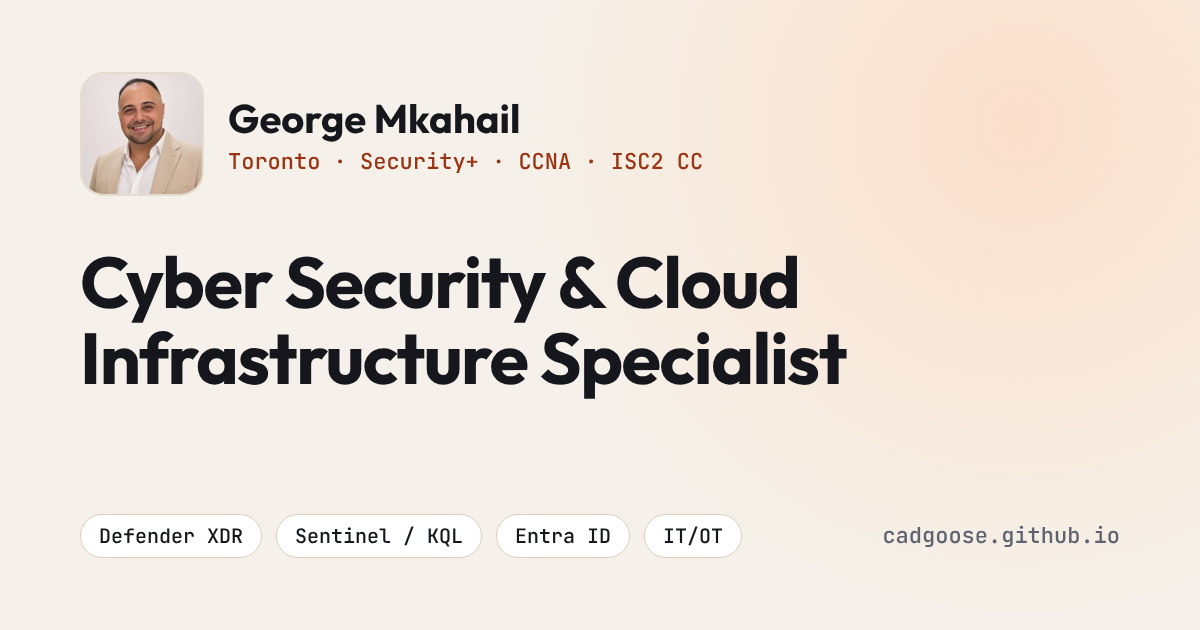 George Mkahail
Toronto · Security+ · CCNA · ISC2 CC
Cyber Security & Cloud
Infrastructure Specialist
Defender XDR
Sentinel / KQL
Entra ID
IT/OT
cadgoose.github.io